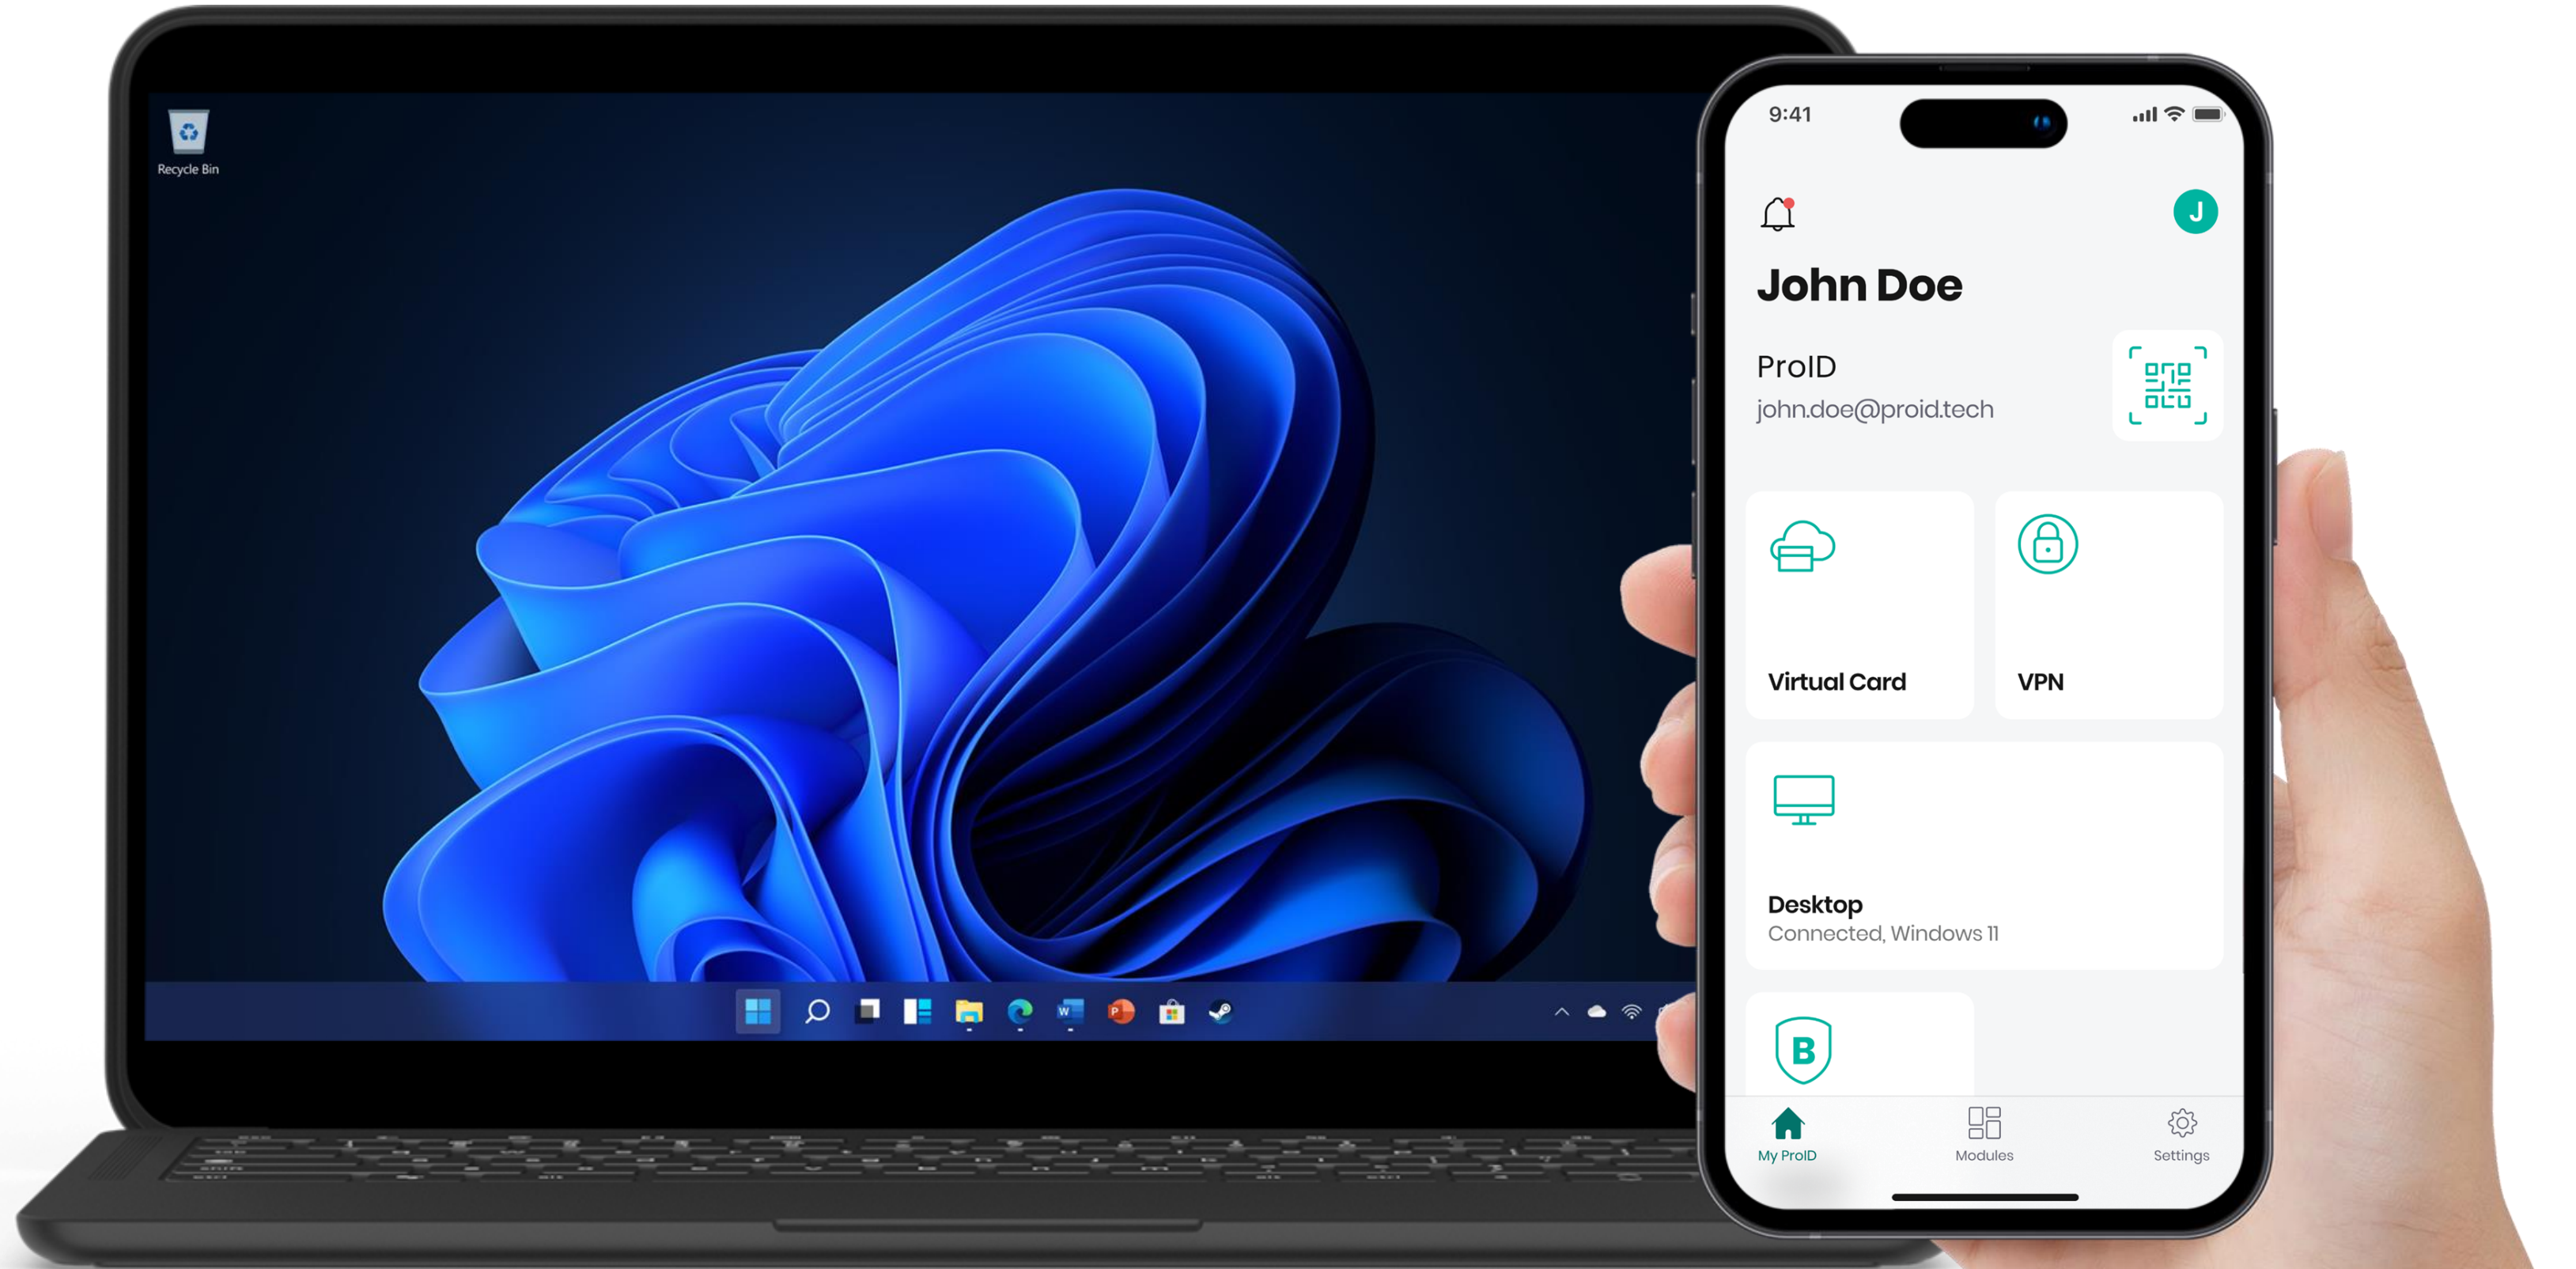 Recycle Bin
W
P
9:41
J
John Doe
ProID
john.doe@proid.tech
Virtual Card
VPN
Desktop
Connected, Windows 11
B
My ProID
Modules
Settings